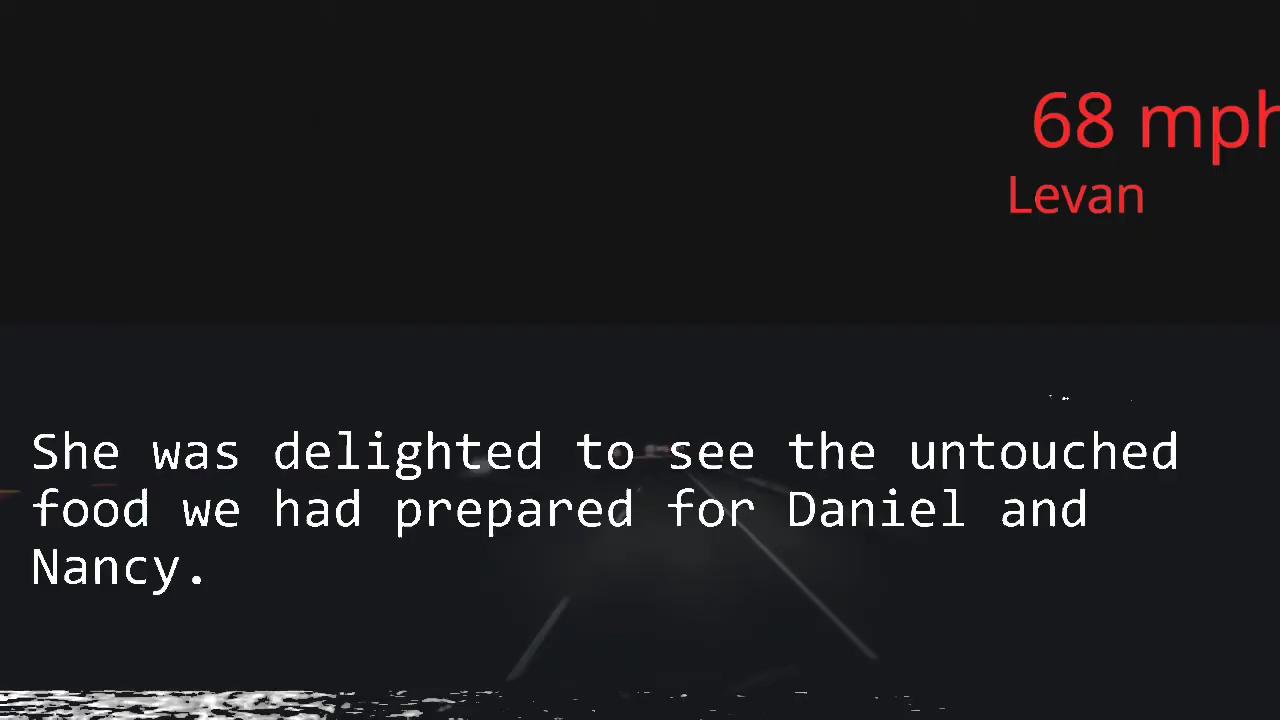 68 mph
Levan
She was delighted to see the untouched
food we had prepared for Daniel and
Nancy.